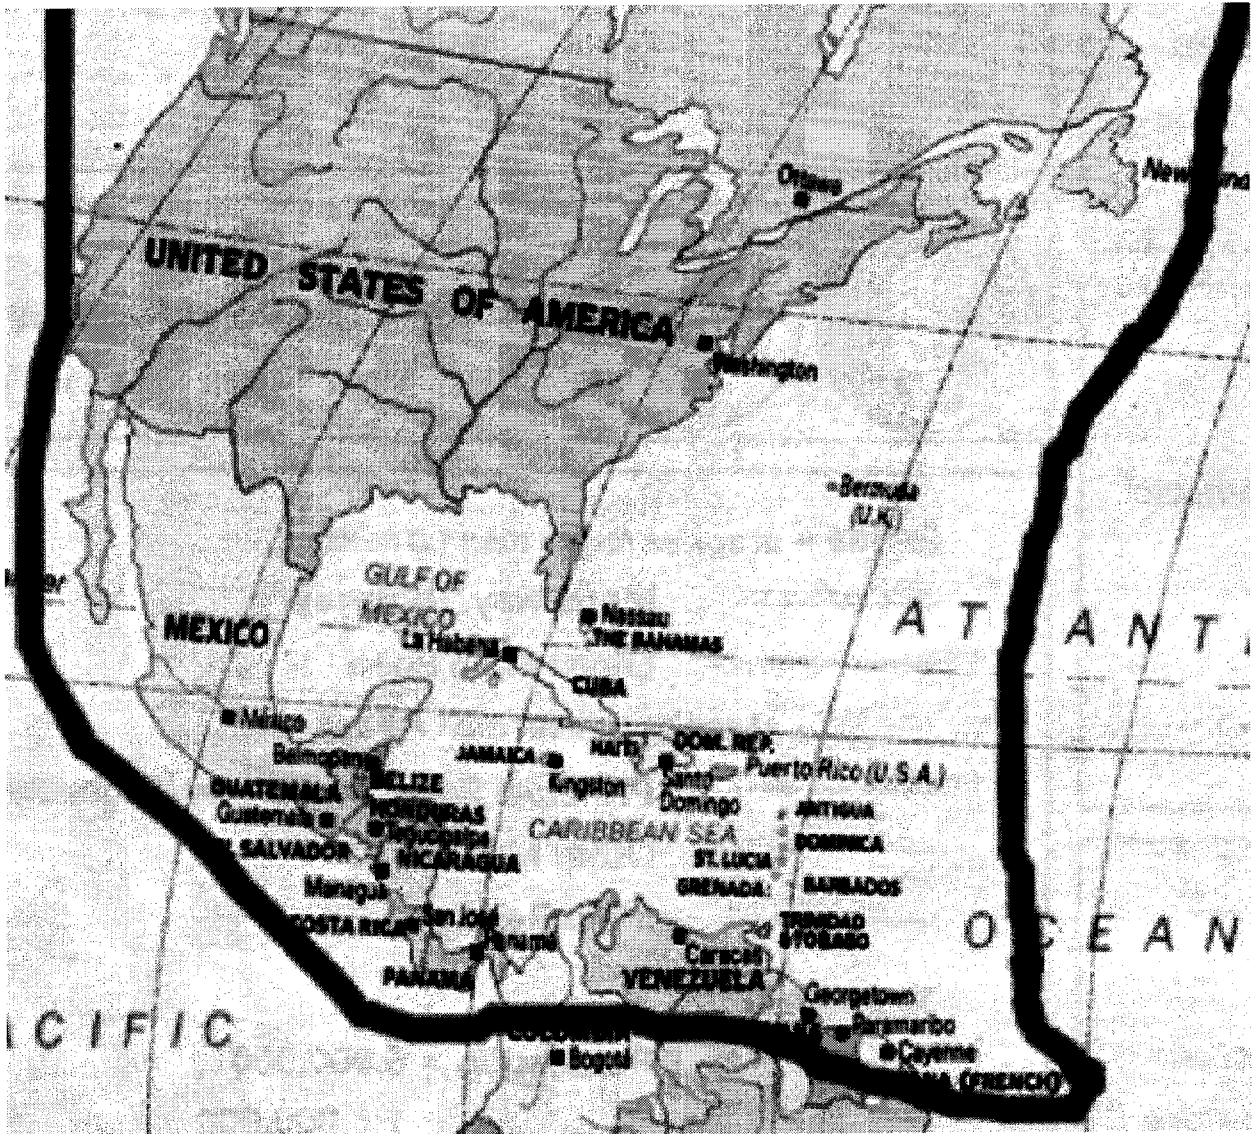 Ottawa
UNITED STATES OF AMERICA
Washington
Bermuda
(U.K.)
GULF OF
MEXICO
Nassau
THE BAHAMAS
MEXICO
La Habana
CUBA
ATLANTI
México
Belmopan
JAMAICA
HAITI
DOM. REP.
Kingston
Santo
Domingo
Puerto Rico (U.S.A.)
BELIZE
GUATEMALA
HONDURAS
Guatemala
Tegucigalpa
CARIBBEAN SEA
ANTIGUA
DOMINICA
SALVADOR
NICARAGUA
ST. LUCIA
Managua
GRENADA
BARBADOS
COSTA RICA
San José
TRINIDAD
&TOBAGO
OCEAN
Panamá
Caracas
PANAMA
VENEZUELA
Georgetown
ACIFIC
Paramaribo
Bogotá
Cayenne
(FRENCH)